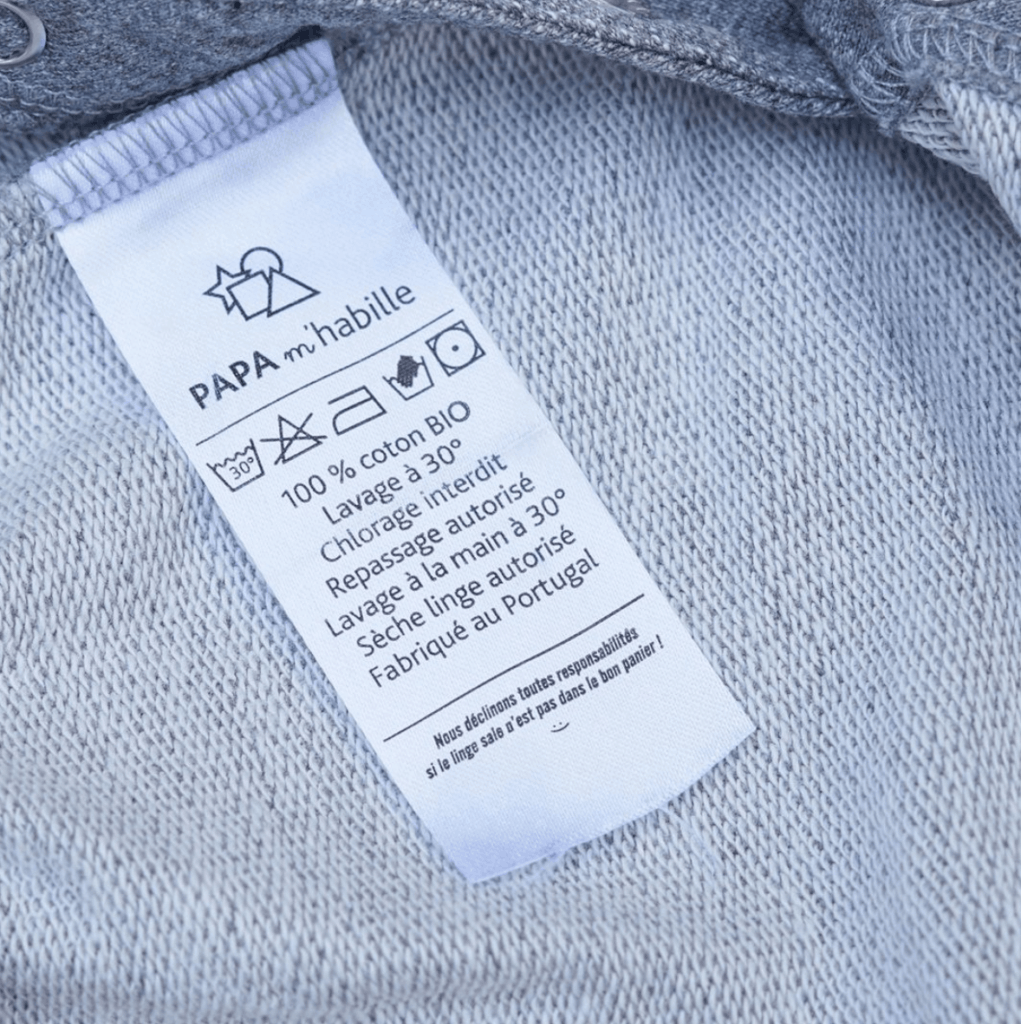 PAPA m'habille
30°
100 % coton BIO
Lavage à 30°
Chlorage interdit
Repassage autorisé
Lavage à la main à 30°
Sèche linge autorisé
Fabriqué au Portugal
Nous déclinons toutes responsabilités
si le linge sale n'est pas dans le bon panier !